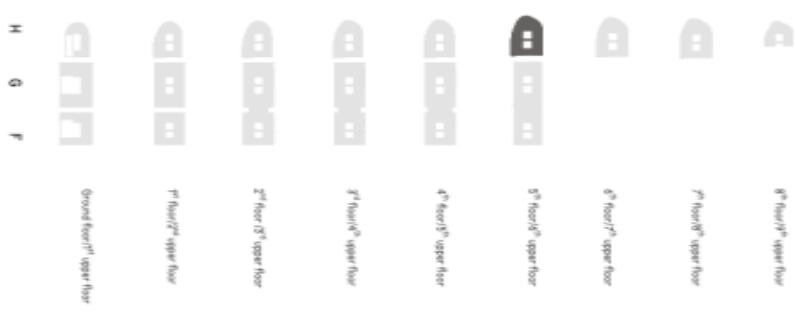 H
G
F
Ground floor/1st upper floor
1st floor/2nd upper floor
2nd floor /3rd upper floor
3rd floor/4th upper floor
4th floor/5th upper floor
5th floor/6th upper floor
6th floor/7th upper floor
7th floor/8th upper floor
8th floor/9th upper floor